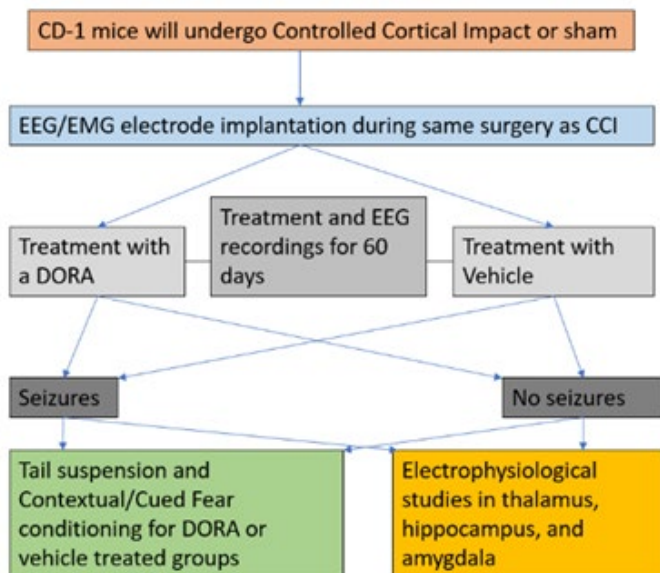 CD-1 mice will undergo Controlled Cortical Impact or sham
EEG/EMG electrode implantation during same surgery as CCI
Treatment with
a DORA
Treatment and EEG
recordings for 60
days
Treatment with
Vehicle
Seizures
No seizures
Tail suspension and
Contextual/Cued Fear
conditioning for DORA or
vehicle treated groups
Electrophysiological
studies in thalamus,
hippocampus, and
amygdala